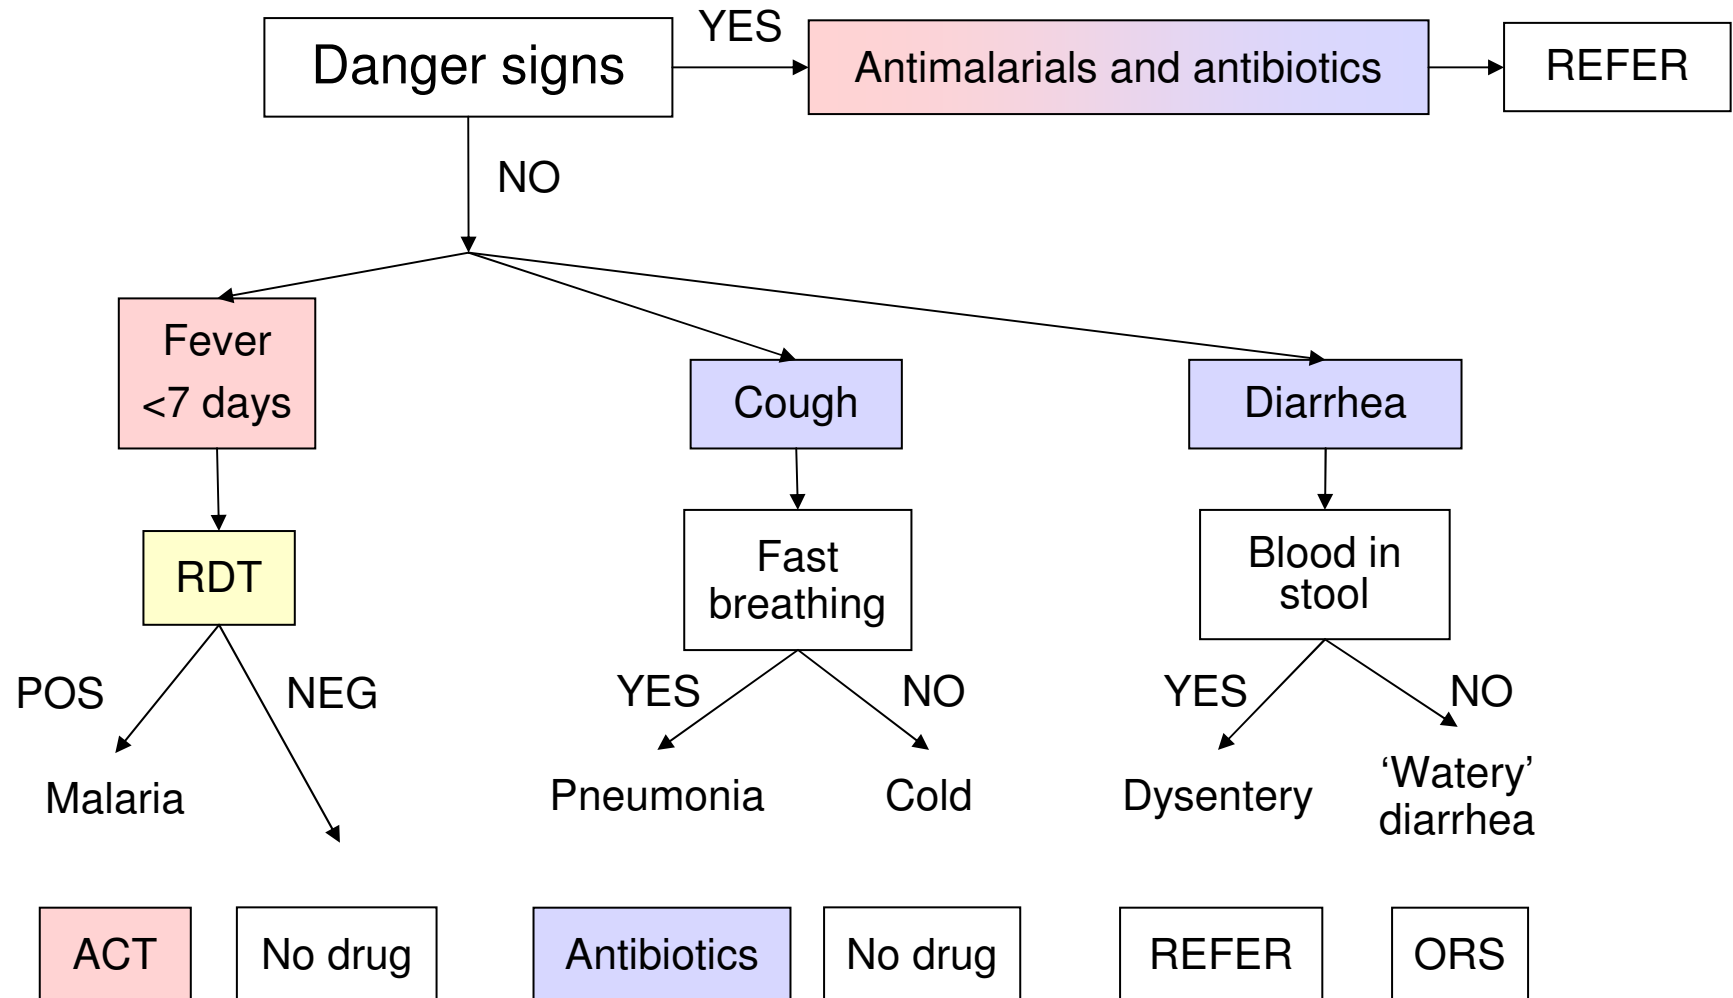 YES
Danger signs
Antimalarials and antibiotics
REFER
NO
Fever
<7 days
Cough
Diarrhea
RDT
Fast
breathing
Blood in
stool
POS
NEG
YES
NO
YES
NO
Malaria
Pneumonia
Cold
Dysentery
‘Watery’
diarrhea
ACT
No drug
Antibiotics
No drug
REFER
ORS